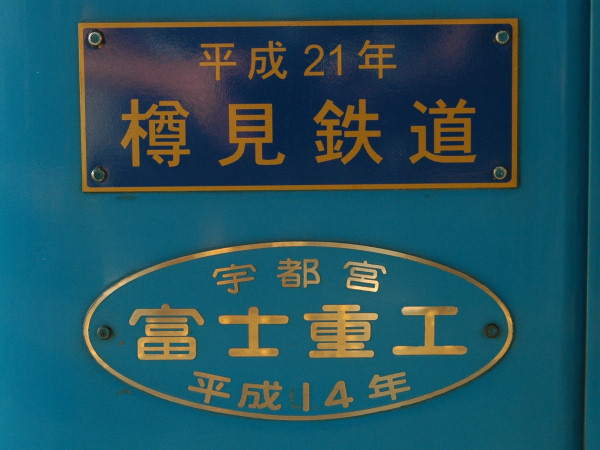 平成21年
樽見鉄道
宇都宮
富士重工
平成14年